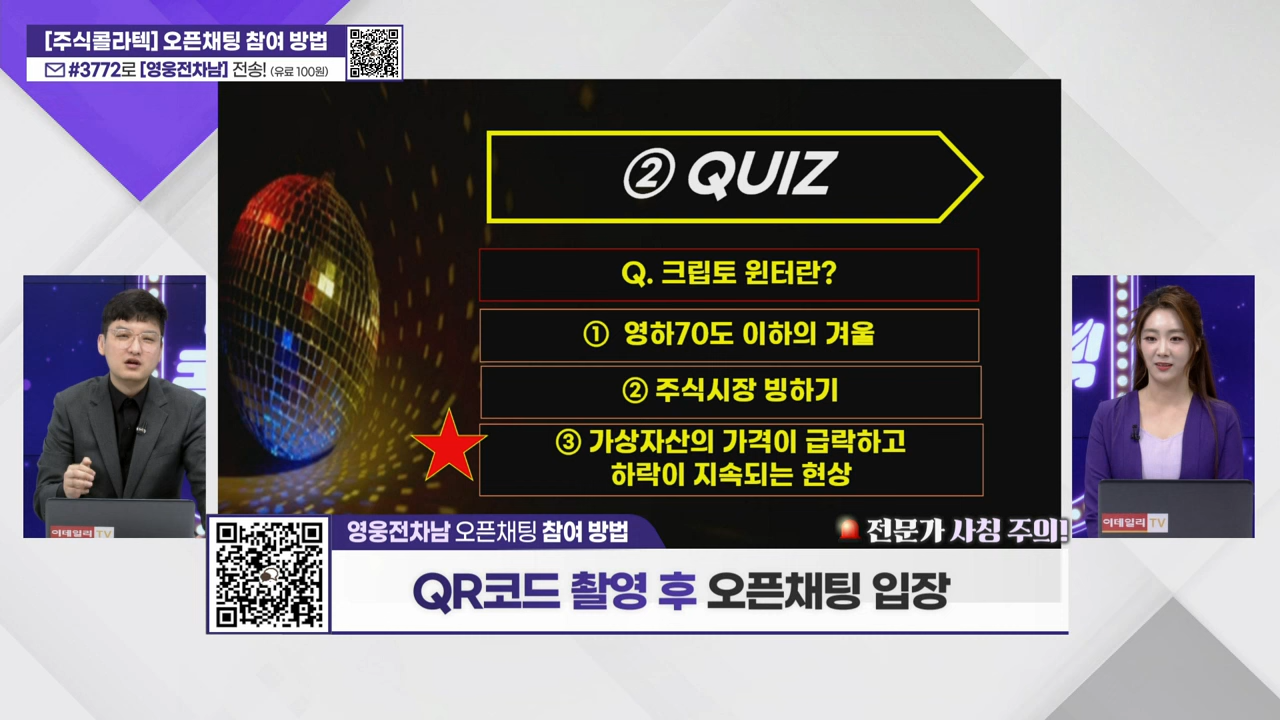 [주식콜라텍] 오픈채팅 참여 방법
#3772로 [영웅전차남] 전송! (유료 100원)
② QUIZ
Q. 크립토 윈터란?
① 영하70도 이하의 겨울
② 주식시장 빙하기
③ 가상자산의 가격이 급락하고
하락이 지속되는 현상
이데일리TV
이데일리TV
영웅전차남 오픈채팅 참여 방법
전문가 사칭 주의!
QR코드 촬영 후 오픈채팅 입장